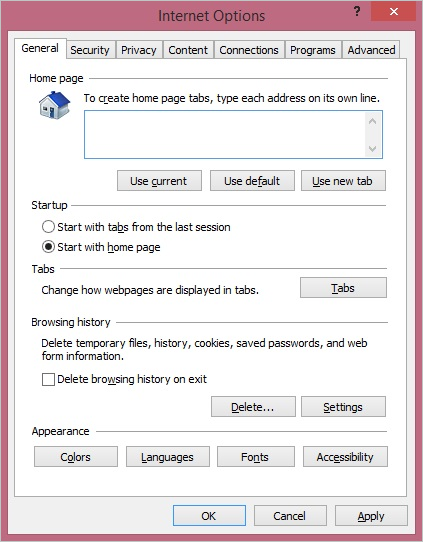 Internet Options
?
General
Security
Privacy
Content
Connections
Programs
Advanced
Home page
To create home page tabs, type each address on its own line.
Use current
Use default
Use new tab
Startup
Start with tabs from the last session
Start with home page
Tabs
Change how webpages are displayed in tabs.
Tabs
Browsing history
Delete temporary files, history, cookies, saved passwords, and web
form information.
Delete browsing history on exit
Delete...
Settings
Appearance
Colors
Languages
Fonts
Accessibility
OK
Cancel
Apply